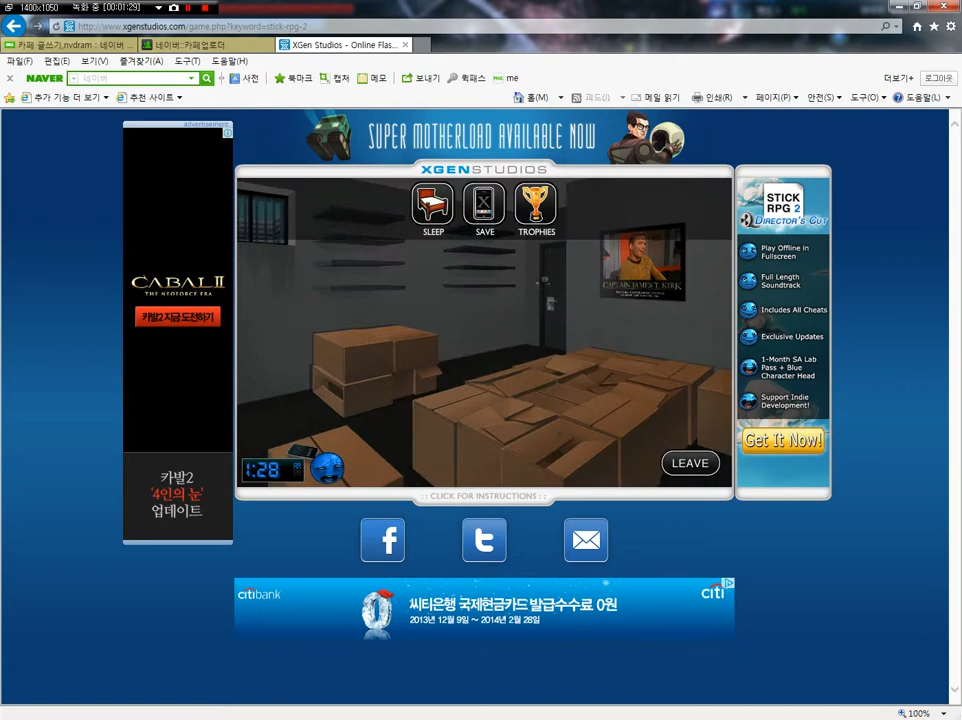 1400x1050 녹화 중 [00:01:29]
http://www.xgenstudios.com/game.php?keyword=stick-rpg-2
카페 글쓰기,nvdram : 네이버 ...
네이버::카페업로더
XGen Studios - Online Flas...
파일(F) 편집(E) 보기(V) 즐겨찾기(A) 도구(T) 도움말(H)
NAVER 네이버 사전 북마크 캡처 메모 보내기 퀵패스 me 더보기 로그아웃
추가 기능 더 보기 추천 사이트 홈(M) 피드(J) 메일 읽기 인쇄(R) 페이지(P) 안전(S) 도구(O) 도움말(L)
advertisement
SUPER MOTHERLOAD AVAILABLE NOW
XGENSTUDIOS
SLEEP
X
SAVE
TROPHIES
CAPTAIN JAMES T. KIRK
1:28
LEAVE
:: CLICK FOR INSTRUCTIONS ::
CABAL II
THE NEOFORCE ERA
카발2 지금 도전하기
카발2
'4인의 눈'
업데이트
STICK
RPG 2
DIRECTOR'S CUT
Play Offline in
Fullscreen
Full Length
Soundtrack
Includes All Cheats
Exclusive Updates
1-Month SA Lab
Pass + Blue
Character Head
Support Indie
Development!
Get It Now!
citibank
0
씨티은행 국제현금카드 발급수수료 0원
2013년 12월 9일 ~ 2014년 2월 28일
citi
100%